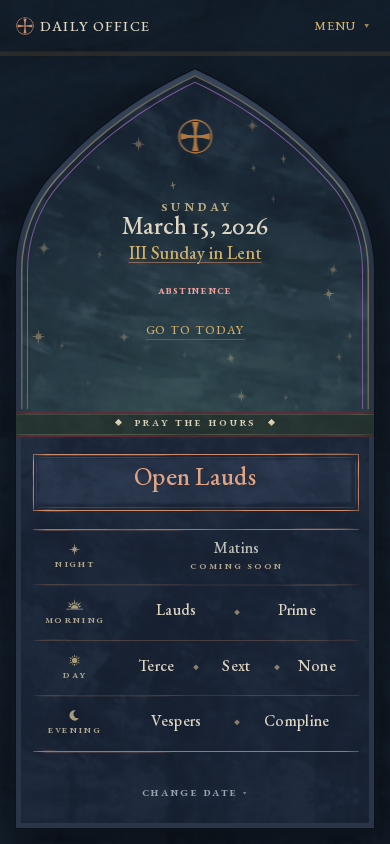 DAILY OFFICE
MENU
SUNDAY
March 15, 2026
III Sunday in Lent
ABSTINENCE
GO TO TODAY
PRAY THE HOURS
Open Lauds
Matins
NIGHT
COMING SOON
Lauds
Prime
MORNING
Terce
Sext
None
DAY
Vespers
Compline
EVENING
CHANGE DATE